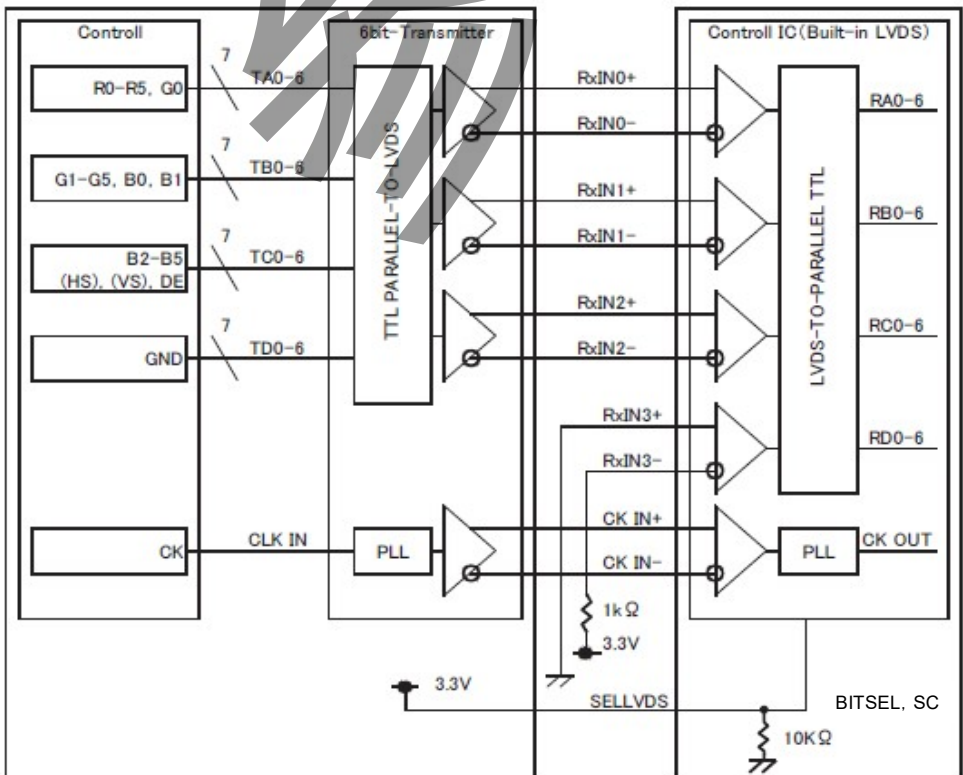 Controll
6bit-Transmitter
Controll IC(Built-in LVDS)
R0-R5, G0
7
TA0-6
RxIN0+
RxIN0-
RA0-6
G1-G5, B0, B1
7
TB0-6
RxIN1+
RxIN1-
RB0-6
B2-B5
(HS), (VS), DE
7
TC0-6
RxIN2+
RxIN2-
RC0-6
GND
7
TD0-6
RxIN3+
RxIN3-
RD0-6
TTL PARALLEL-TO-LVDS
LVDS-TO-PARALLEL TTL
CK
CLK IN
PLL
CK IN+
CK IN-
PLL
CK OUT
1kΩ
3.3V
3.3V
SELLVDS
BITSEL, SC
10KΩ